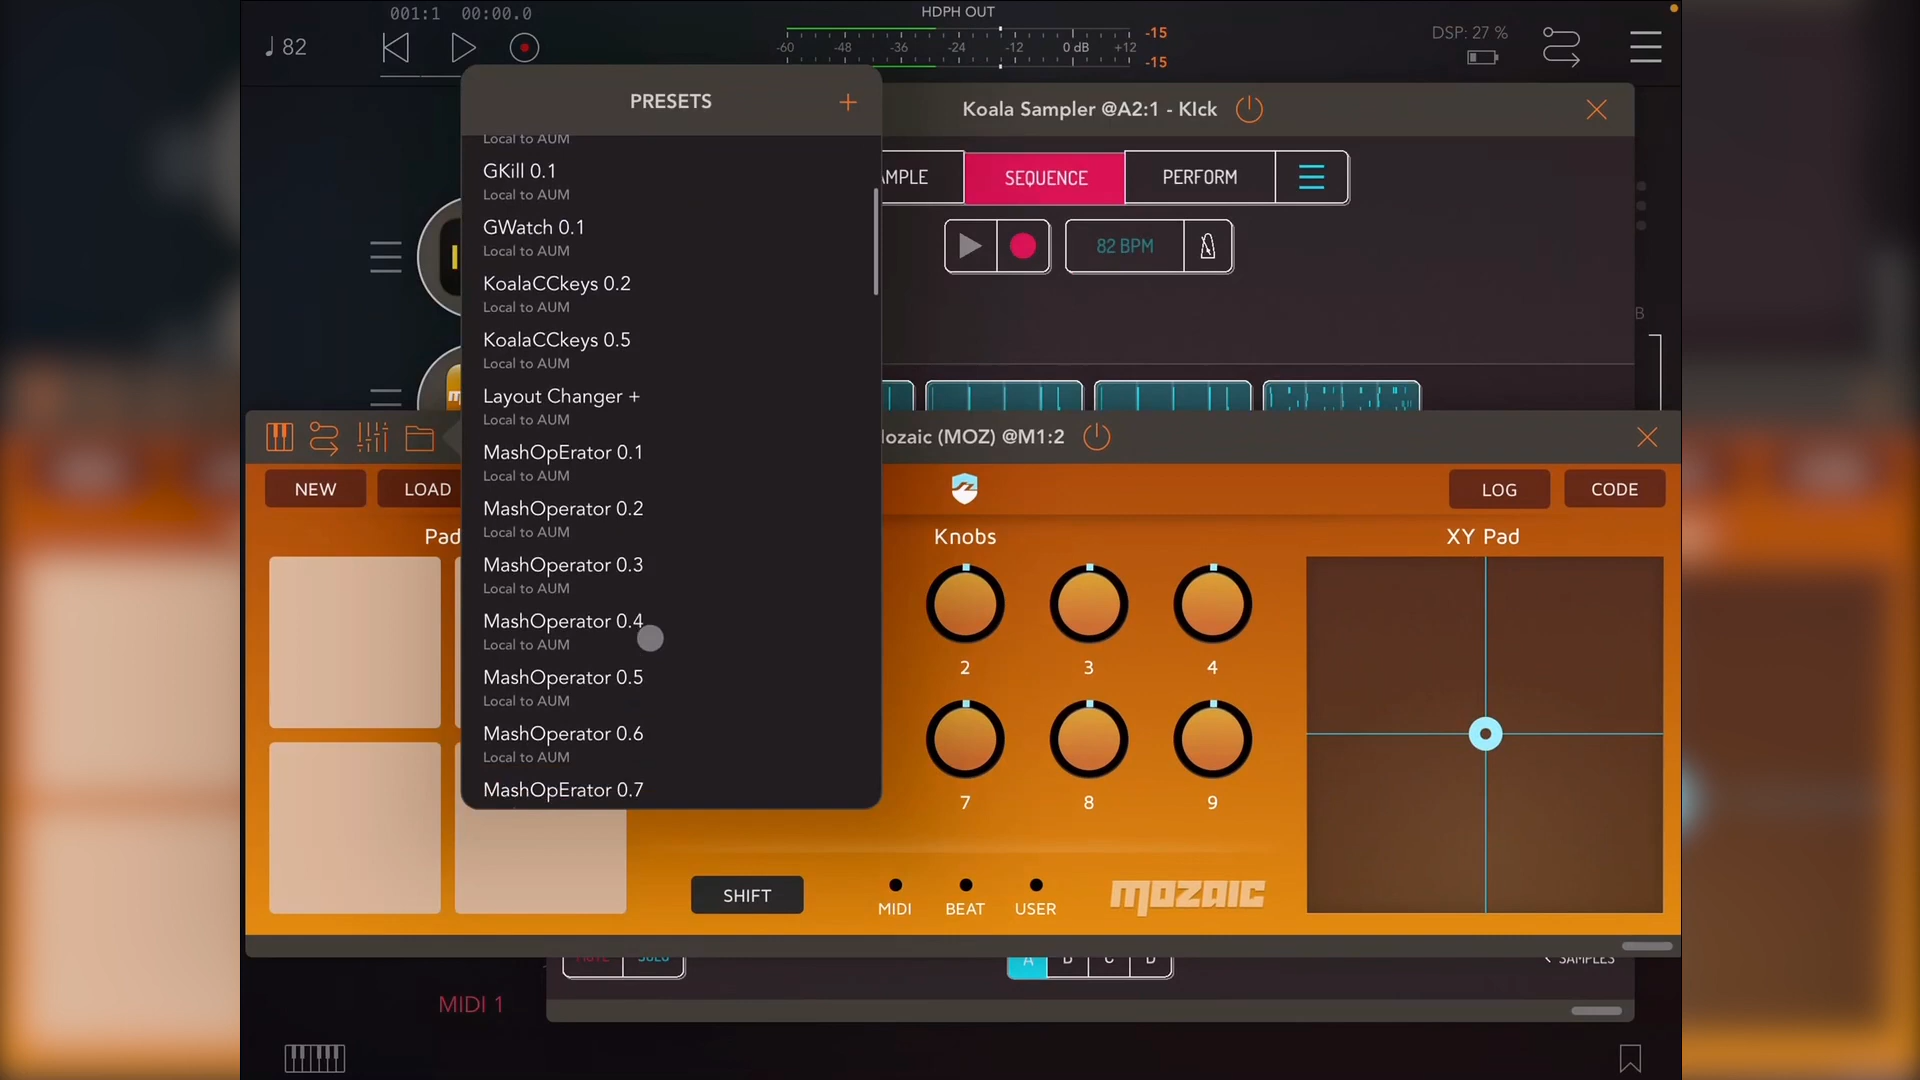 001:1 00:00.0
HDPH OUT
82
-60 -48 -36 -24 -12 0 dB +12
-15
-15
DSP: 27 %
PRESETS +
Koala Sampler @A2:1 - KIck
Local to AUM
GKill 0.1
Local to AUM
GWatch 0.1
Local to AUM
KoalaCCkeys 0.2
Local to AUM
KoalaCCkeys 0.5
Local to AUM
Layout Changer +
Local to AUM
MashOpErator 0.1
Local to AUM
MashOperator 0.2
Local to AUM
MashOperator 0.3
Local to AUM
MashOperator 0.4
Local to AUM
MashOperator 0.5
Local to AUM
MashOperator 0.6
Local to AUM
MashOpErator 0.7
AMPLE SEQUENCE PERFORM
82 BPM
B
ozaic (MOZ) @M1:2
NEW LOAD
LOG CODE
Pad
Knobs
XY Pad
2 3 4
7 8 9
SHIFT
MIDI BEAT USER
mozaic
MUTE SOLO
A B C D
< SAMPLES
MIDI 1